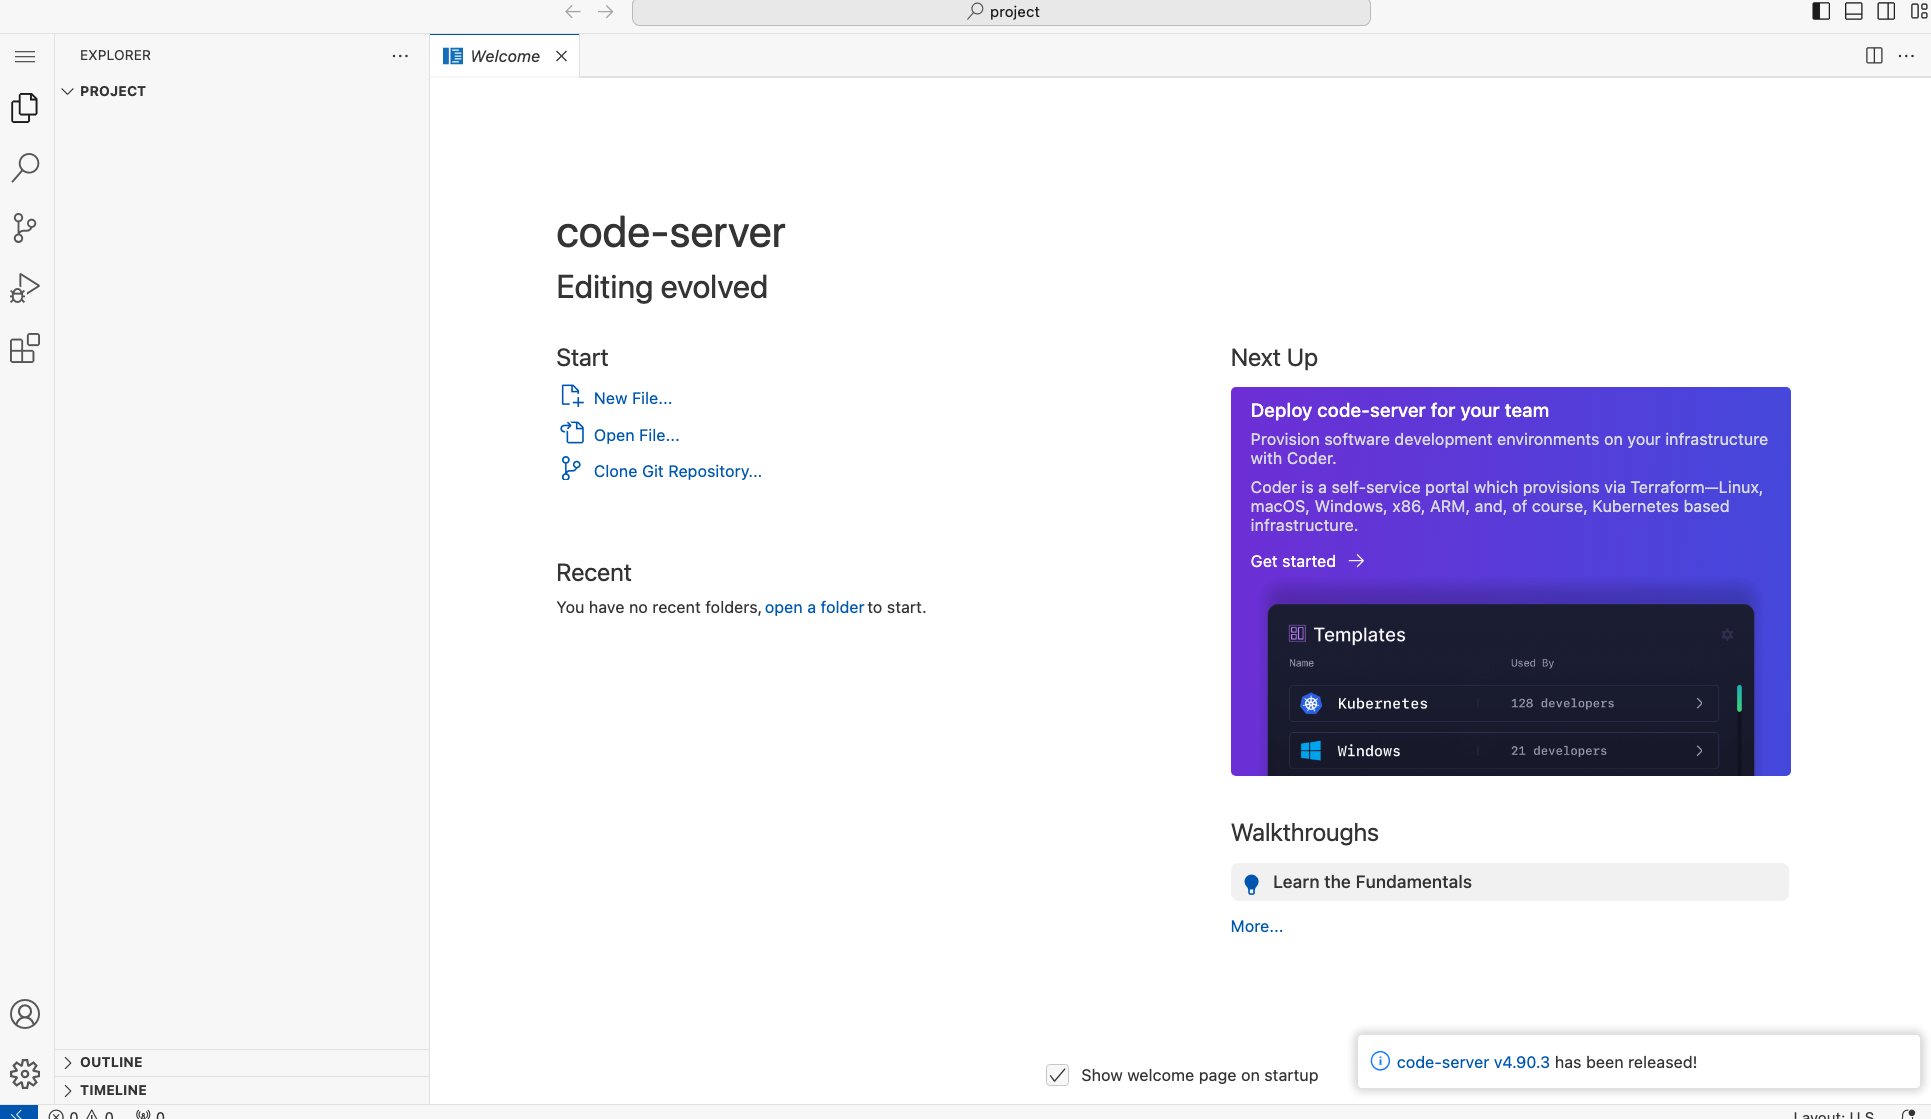 project
EXPLORER
Welcome
PROJECT
code-server
Editing evolved
Start
New File...
Open File...
Clone Git Repository...
Recent
You have no recent folders, open a folder to start.
Next Up
Deploy code-server for your team
Provision software development environments on your infrastructure
with Coder.
Coder is a self-service portal which provisions via Terraform—Linux,
macOS, Windows, x86, ARM, and, of course, Kubernetes based
infrastructure.
Get started
Templates
Name Used By
Kubernetes 128 developers
Windows 21 developers
Walkthroughs
Learn the Fundamentals
More...
OUTLINE
TIMELINE
Show welcome page on startup
code-server v4.90.3 has been released!
0 0 0
Layout: U.S.